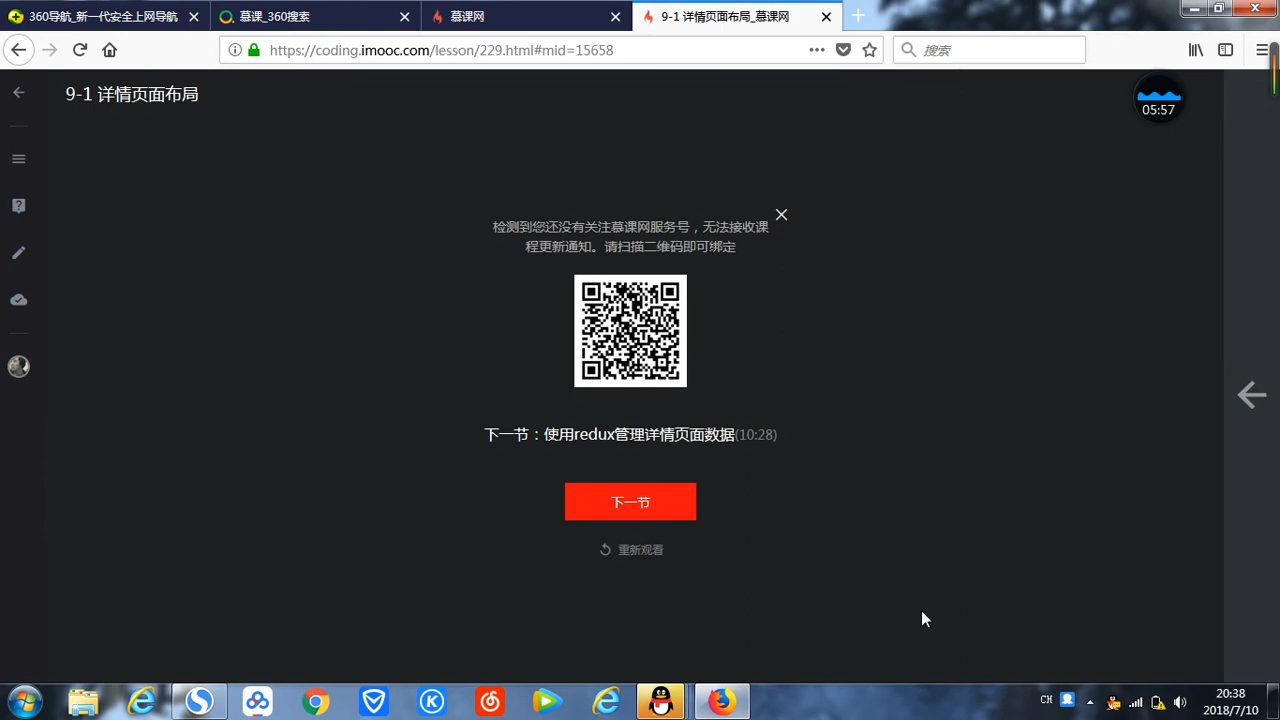 360导航_新一代安全上网导航
慕课_360搜索
慕课网
9-1 详情页面布局_慕课网
https://coding.imooc.com/lesson/229.html#mid=15658
搜索
9-1 详情页面布局
05:57
检测到您还没有关注慕课网服务号，无法接收课
程更新通知。请扫描二维码即可绑定
下一节：使用redux管理详情页面数据(10:28)
下一节
重新观看
CH
20:38
2018/7/10